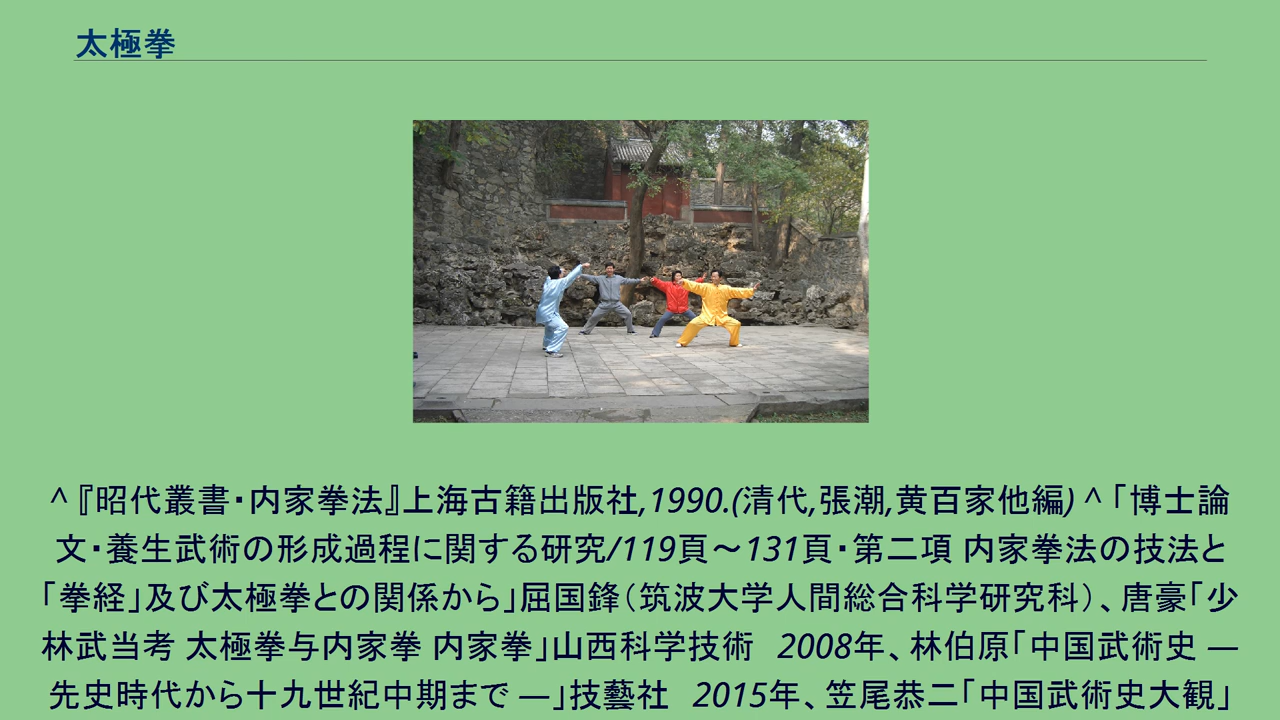 太極拳
^『昭代叢書・内家拳法』上海古籍出版社,1990.(清代,張潮,黄百家他編) ^「博士論
文・養生武術の形成過程に関する研究/119頁〜131頁・第二項 内家拳法の技法と
「拳経」及び太極拳との関係から」屈国鋒（筑波大学人間総合科学研究科）、唐豪「少
林武当考 太極拳与内家拳 内家拳」山西科学技術　2008年、林伯原「中国武術史 —
先史時代から十九世紀中期まで —」技藝社　2015年、笠尾恭二「中国武術史大観」